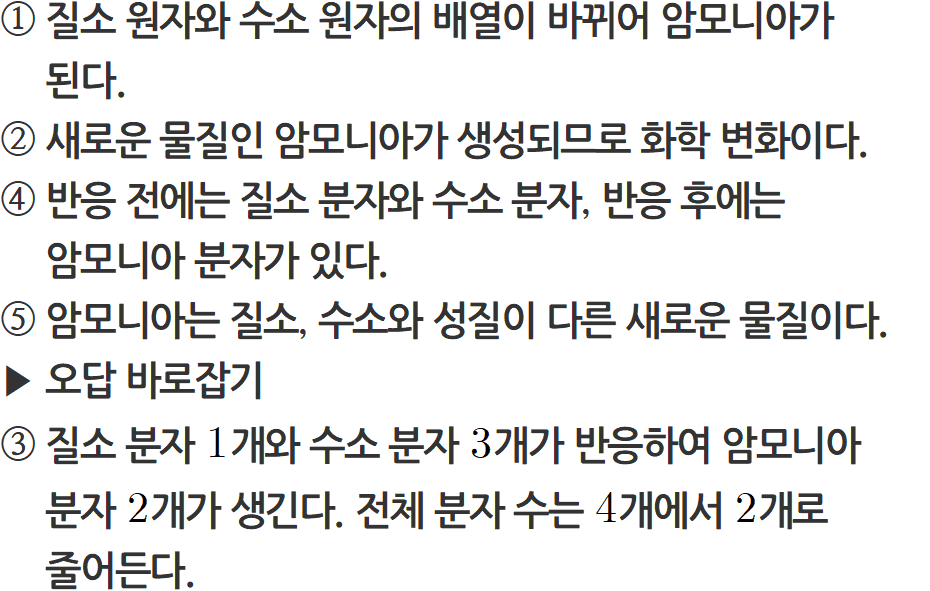 ① 질소 원자와 수소 원자의 배열이 바뀌어 암모니아가
된다.
② 새로운 물질인 암모니아가 생성되므로 화학 변화이다.
④ 반응 전에는 질소 분자와 수소 분자, 반응 후에는
암모니아 분자가 있다.
⑤ 암모니아는 질소, 수소와 성질이 다른 새로운 물질이다.
▶ 오답 바로잡기
③ 질소 분자 1개와 수소 분자 3개가 반응하여 암모니아
분자 2개가 생긴다. 전체 분자 수는 4개에서 2개로
줄어든다.